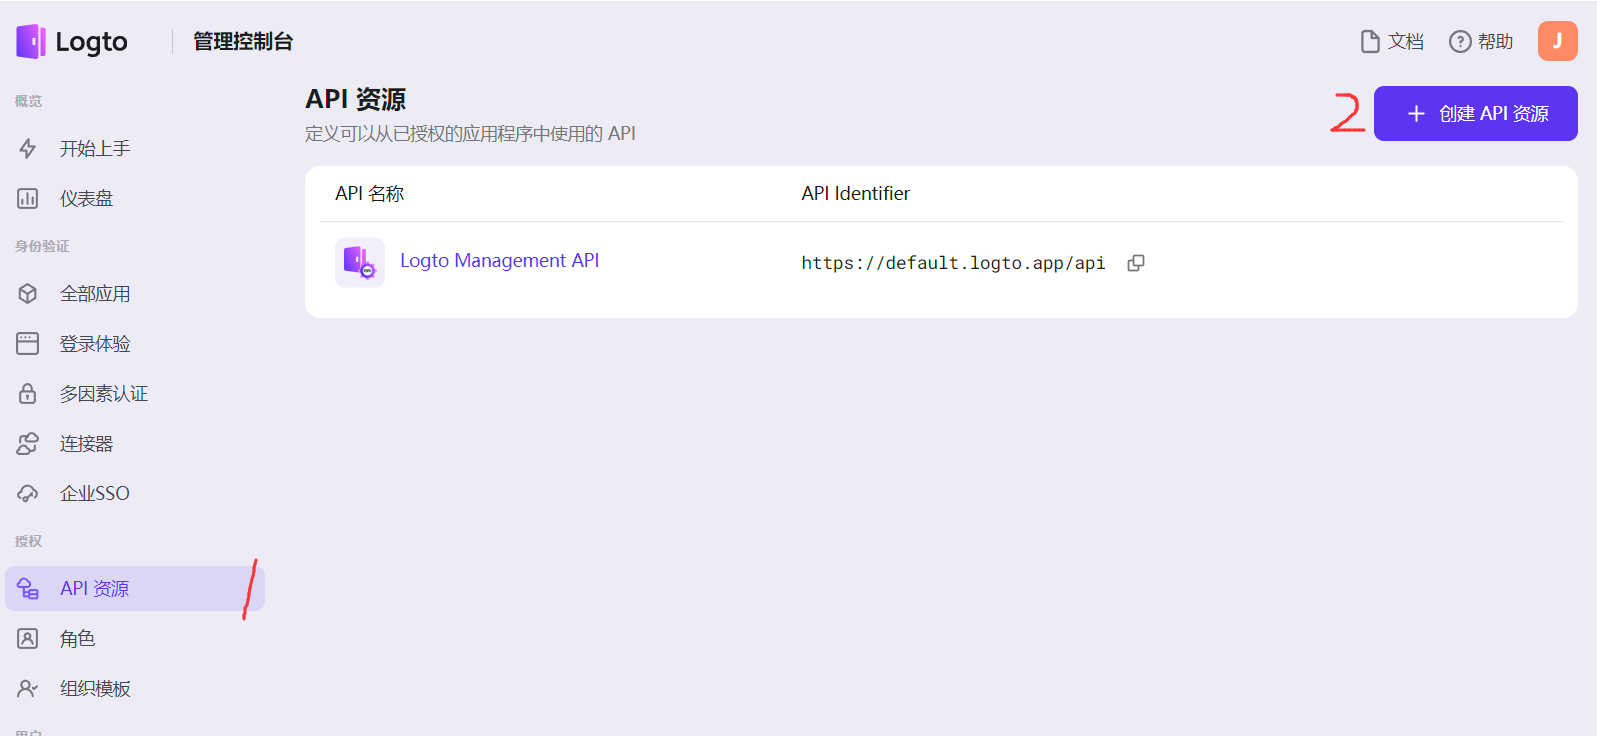 Logto
管理控制台
文档
帮助
J
概览
开始上手
仪表盘
身份验证
全部应用
登录体验
多因素认证
连接器
企业SSO
授权
API 资源
1
角色
组织模板
API 资源
定义可以从已授权的应用程序中使用的 API
2
+ 创建 API 资源
API 名称
API Identifier
Logto Management API
https://default.logto.app/api